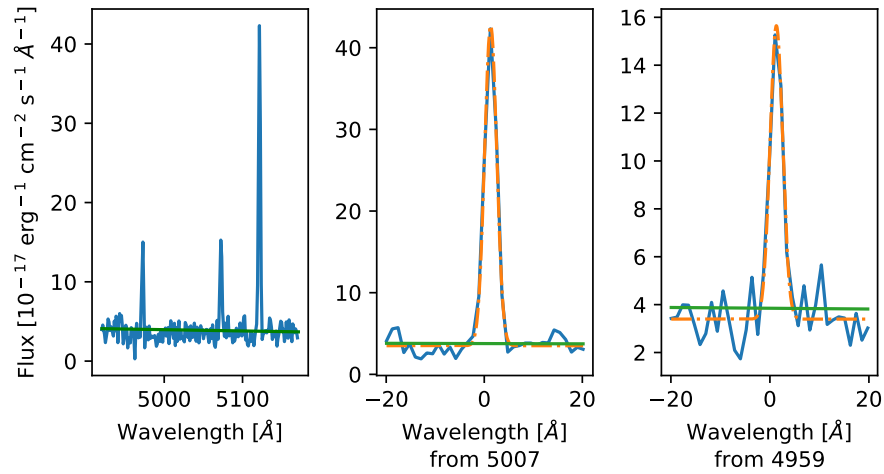 Flux [10⁻¹⁷ erg⁻¹ cm⁻² s⁻¹ Å⁻¹]
40
30
20
10
0
5000 5100
Wavelength [Å]
40
30
20
10
0
−20 0 20
Wavelength [Å]
from 5007
16
14
12
10
8
6
4
2
−20 0 20
Wavelength [Å]
from 4959